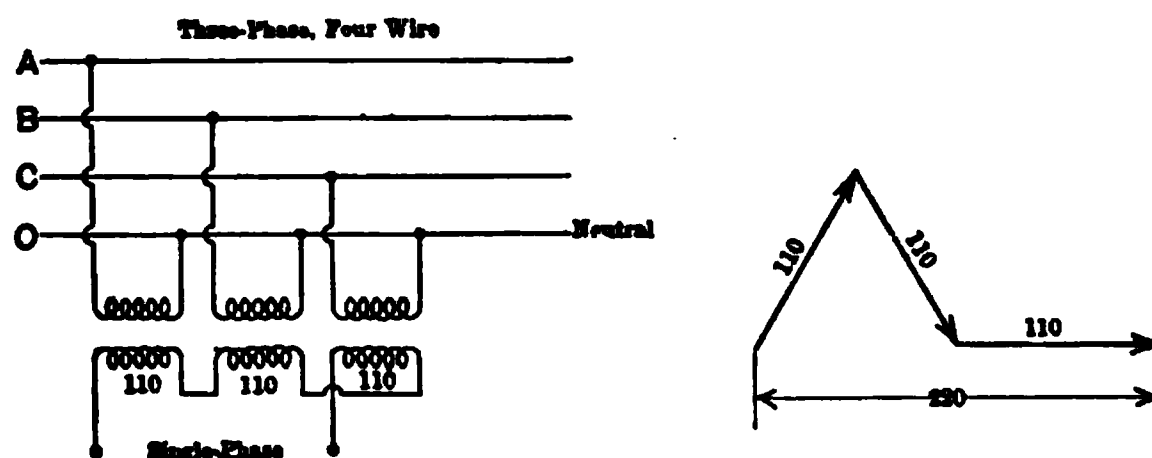 Three-Phase, Four Wire
A
B
C
O
Neutral
110 110 110
Single-Phase
110
110
110
220